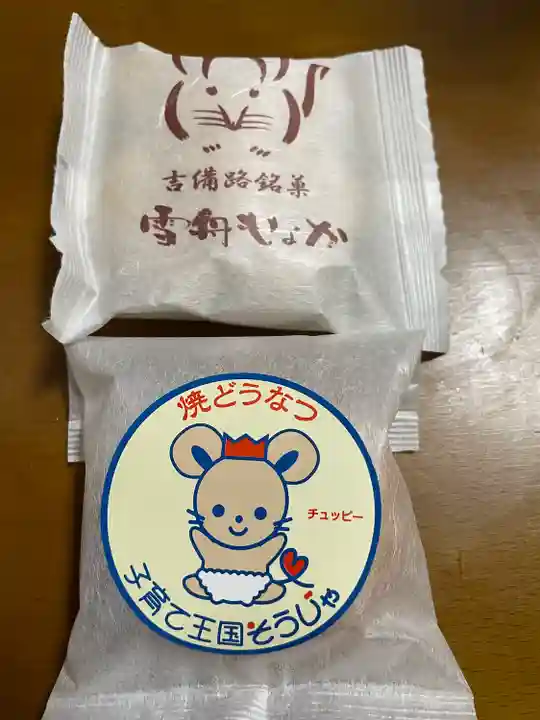 吉備路銘菓
雪舟もなか
焼どうなつ
チュッピー
子育て王国そうじゃ